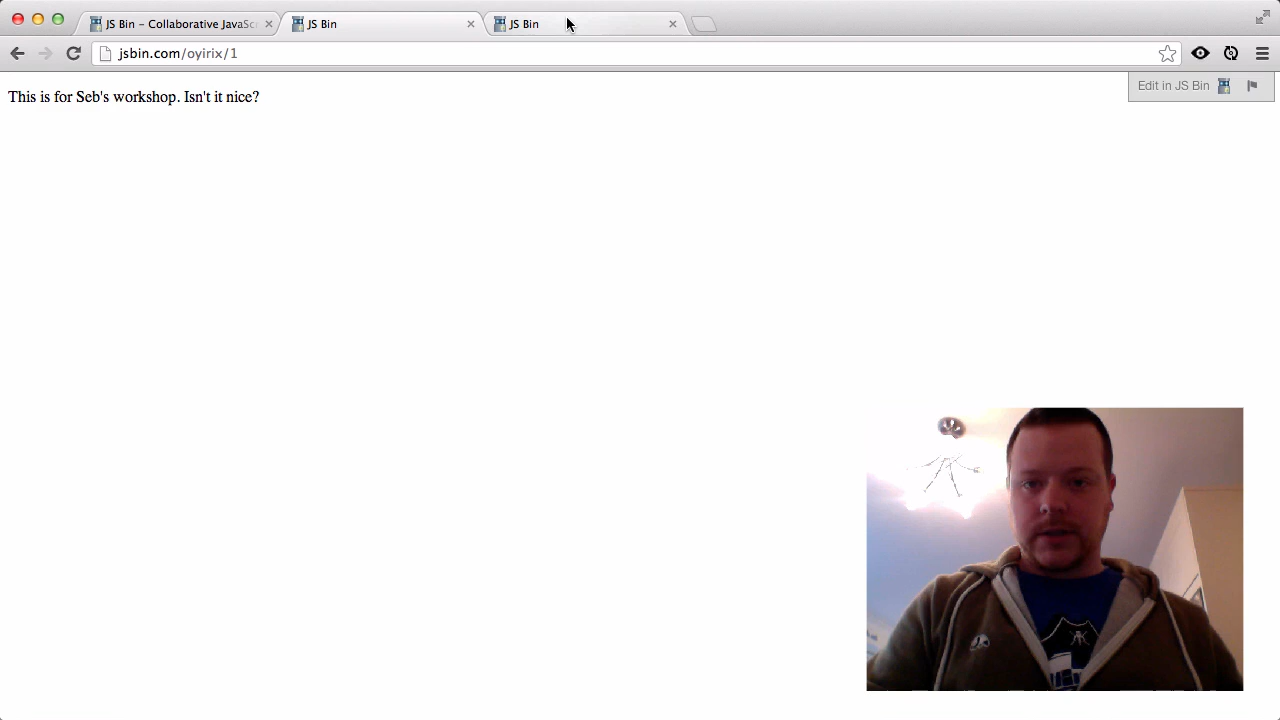 JS Bin – Collaborative JavaSc
JS Bin
JS Bin
jsbin.com/oyirix/1
This is for Seb's workshop. Isn't it nice?
Edit in JS Bin